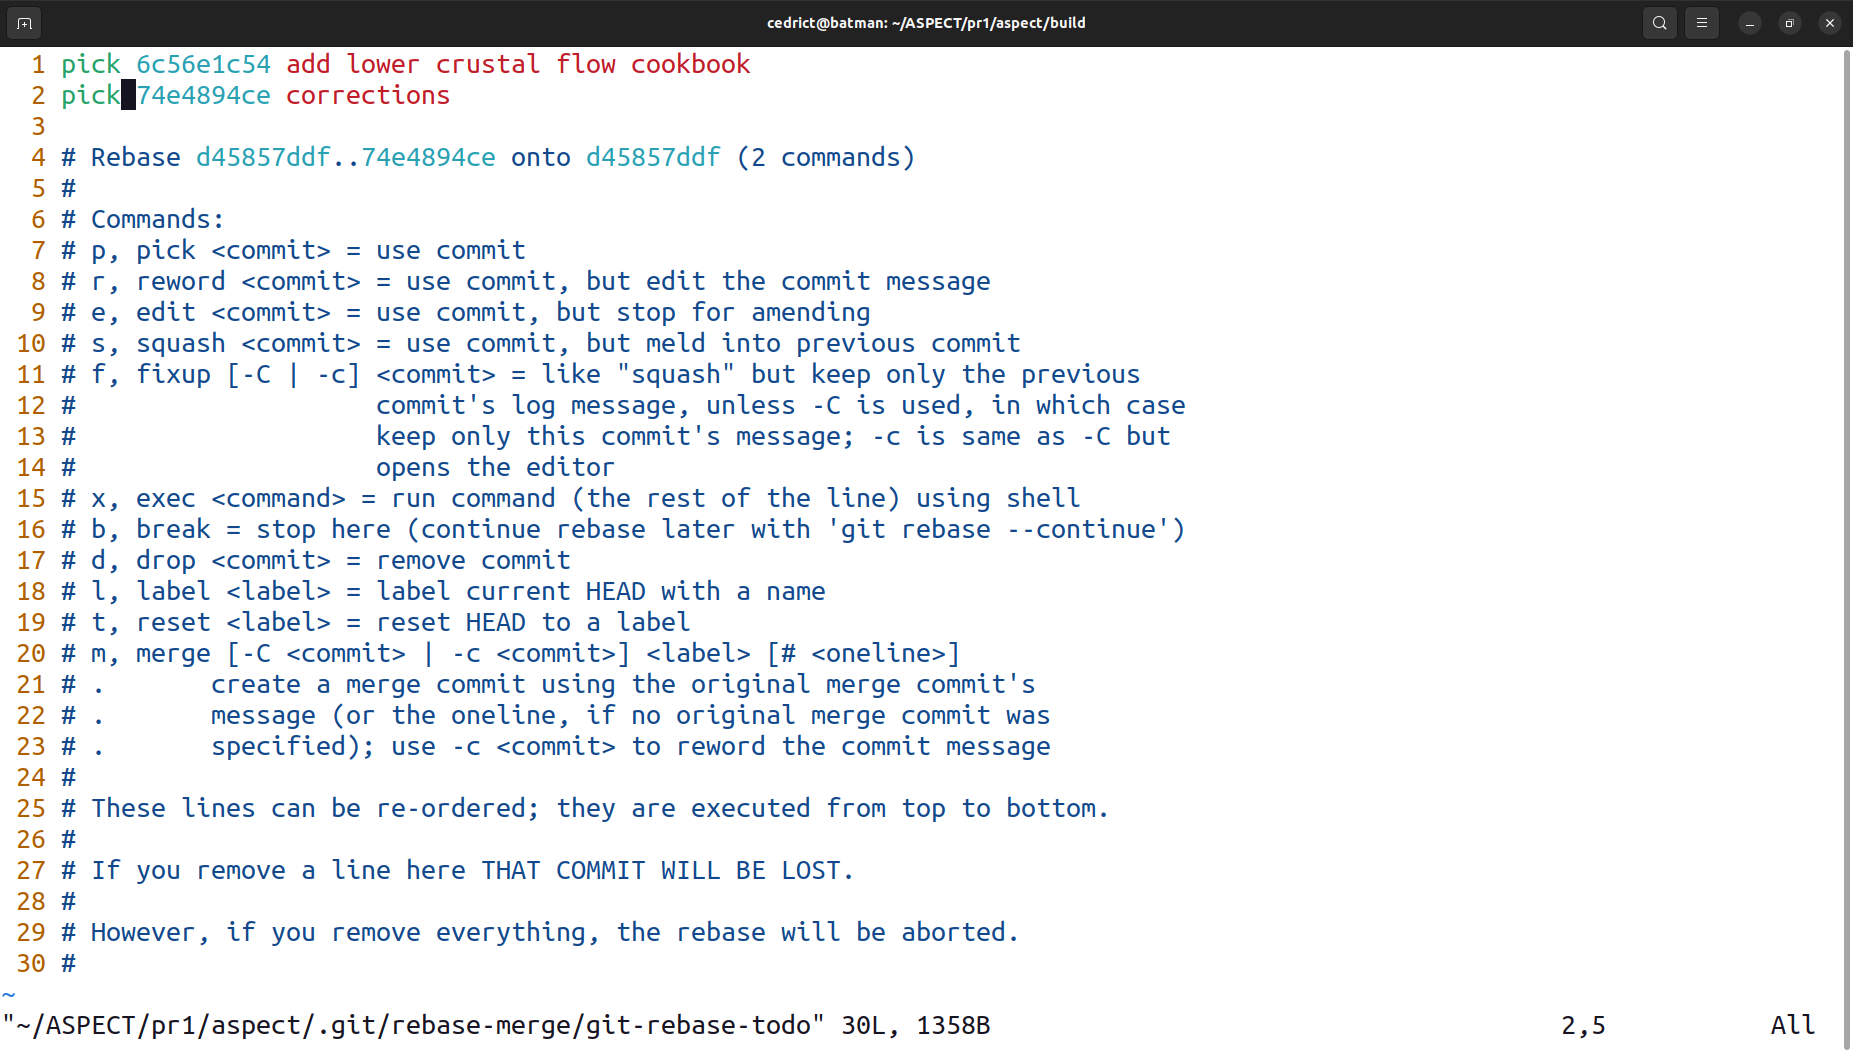 cedrict@batman: ~/ASPECT/pr1/aspect/build
1 pick 6c56e1c54 add lower crustal flow cookbook
2 pick 74e4894ce corrections
3
4 # Rebase d45857ddf..74e4894ce onto d45857ddf (2 commands)
5 #
6 # Commands:
7 # p, pick <commit> = use commit
8 # r, reword <commit> = use commit, but edit the commit message
9 # e, edit <commit> = use commit, but stop for amending
10 # s, squash <commit> = use commit, but meld into previous commit
11 # f, fixup [-C | -c] <commit> = like "squash" but keep only the previous
12 #                    commit's log message, unless -C is used, in which case
13 #                    keep only this commit's message; -c is same as -C but
14 #                    opens the editor
15 # x, exec <command> = run command (the rest of the line) using shell
16 # b, break = stop here (continue rebase later with 'git rebase --continue')
17 # d, drop <commit> = remove commit
18 # l, label <label> = label current HEAD with a name
19 # t, reset <label> = reset HEAD to a label
20 # m, merge [-C <commit> | -c <commit>] <label> [# <oneline>]
21 # .       create a merge commit using the original merge commit's
22 # .       message (or the oneline, if no original merge commit was
23 # .       specified); use -c <commit> to reword the commit message
24 #
25 # These lines can be re-ordered; they are executed from top to bottom.
26 #
27 # If you remove a line here THAT COMMIT WILL BE LOST.
28 #
29 # However, if you remove everything, the rebase will be aborted.
30 #
~
"~/ASPECT/pr1/aspect/.git/rebase-merge/git-rebase-todo" 30L, 1358B 2,5 All